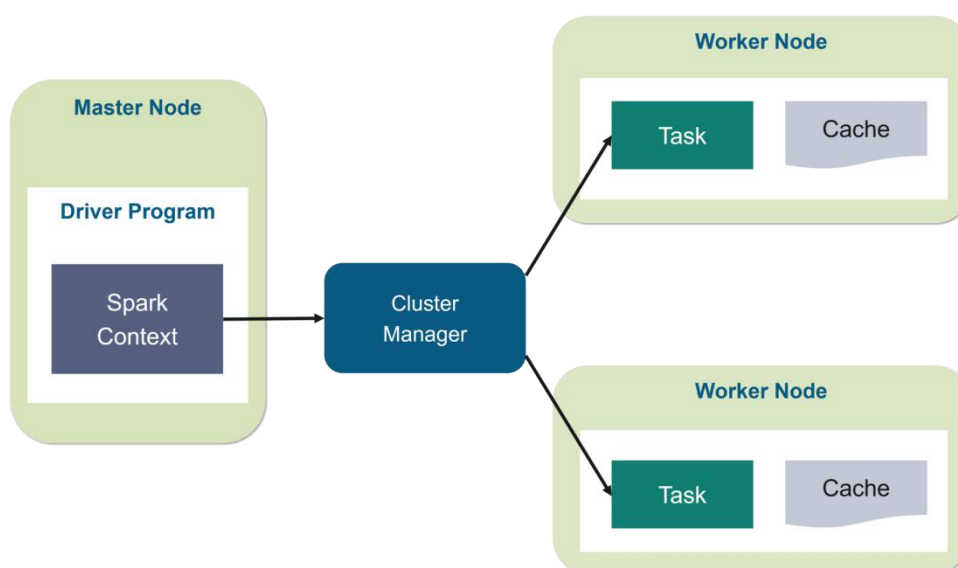 Master Node
Driver Program
Spark
Context
Cluster
Manager
Worker Node
Task
Cache
Worker Node
Task
Cache